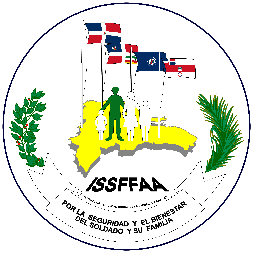 ISSFFAA
POR LA SEGURIDAD Y EL BIENESTAR
DEL SOLDADO Y SU FAMILIA